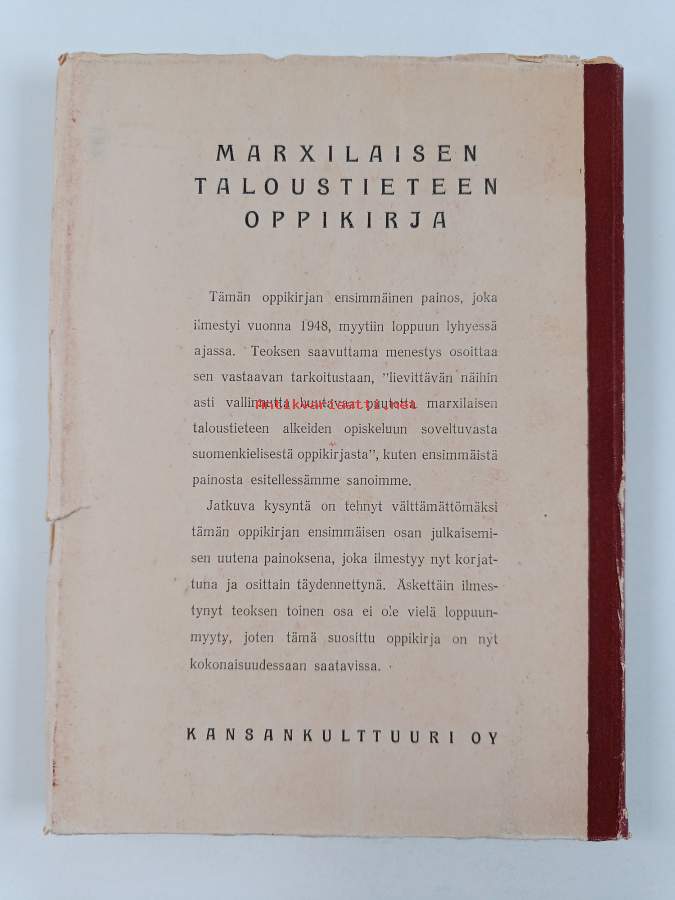 MARXILAISEN
TALOUSTIETEEN
OPPIKIRJA
Tämän oppikirjan ensimmäinen painos, joka
ilmestyi vuonna 1948, myytiin loppuun lyhyessä
ajassa. Teoksen saavuttama menestys osoittaa
sen vastaavan tarkoitustaan, "lievittävän näihin
asti vallinnutta puutetta marxilaisen
Antikvariaatti.net
taloustieteen alkeiden opiskeluun soveltuvasta
suomenkielisestä oppikirjasta", kuten ensimmäistä
painosta esitellessämme sanoimme.
Jatkuva kysyntä on tehnyt välttämättömäksi
tämän oppikirjan ensimmäisen osan julkaisemi-
sen uutena painoksena, joka ilmestyy nyt korjat-
tuna ja osittain täydennettynä. Äskettäin ilmes-
tynyt teoksen toinen osa ei ole vielä loppuun-
myyty, joten tämä suosittu oppikirja on nyt
kokonaisuudessaan saatavissa.
KANSANKULTTUURI OY